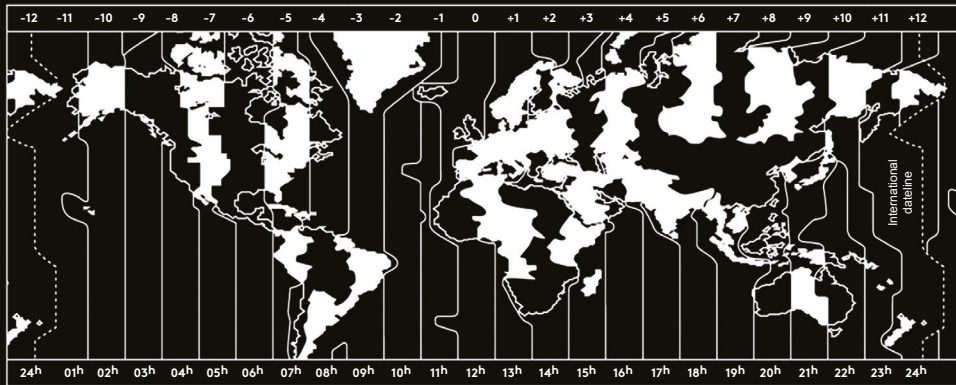 -12 -11 -10 -9 -8 -7 -6 -5 -4 -3 -2 -1 0 +1 +2 +3 +4 +5 +6 +7 +8 +9 +10 +11 +12
International
dateline
24h 01h 02h 03h 04h 05h 06h 07h 08h 09h 10h 11h 12h 13h 14h 15h 16h 17h 18h 19h 20h 21h 22h 23h 24h